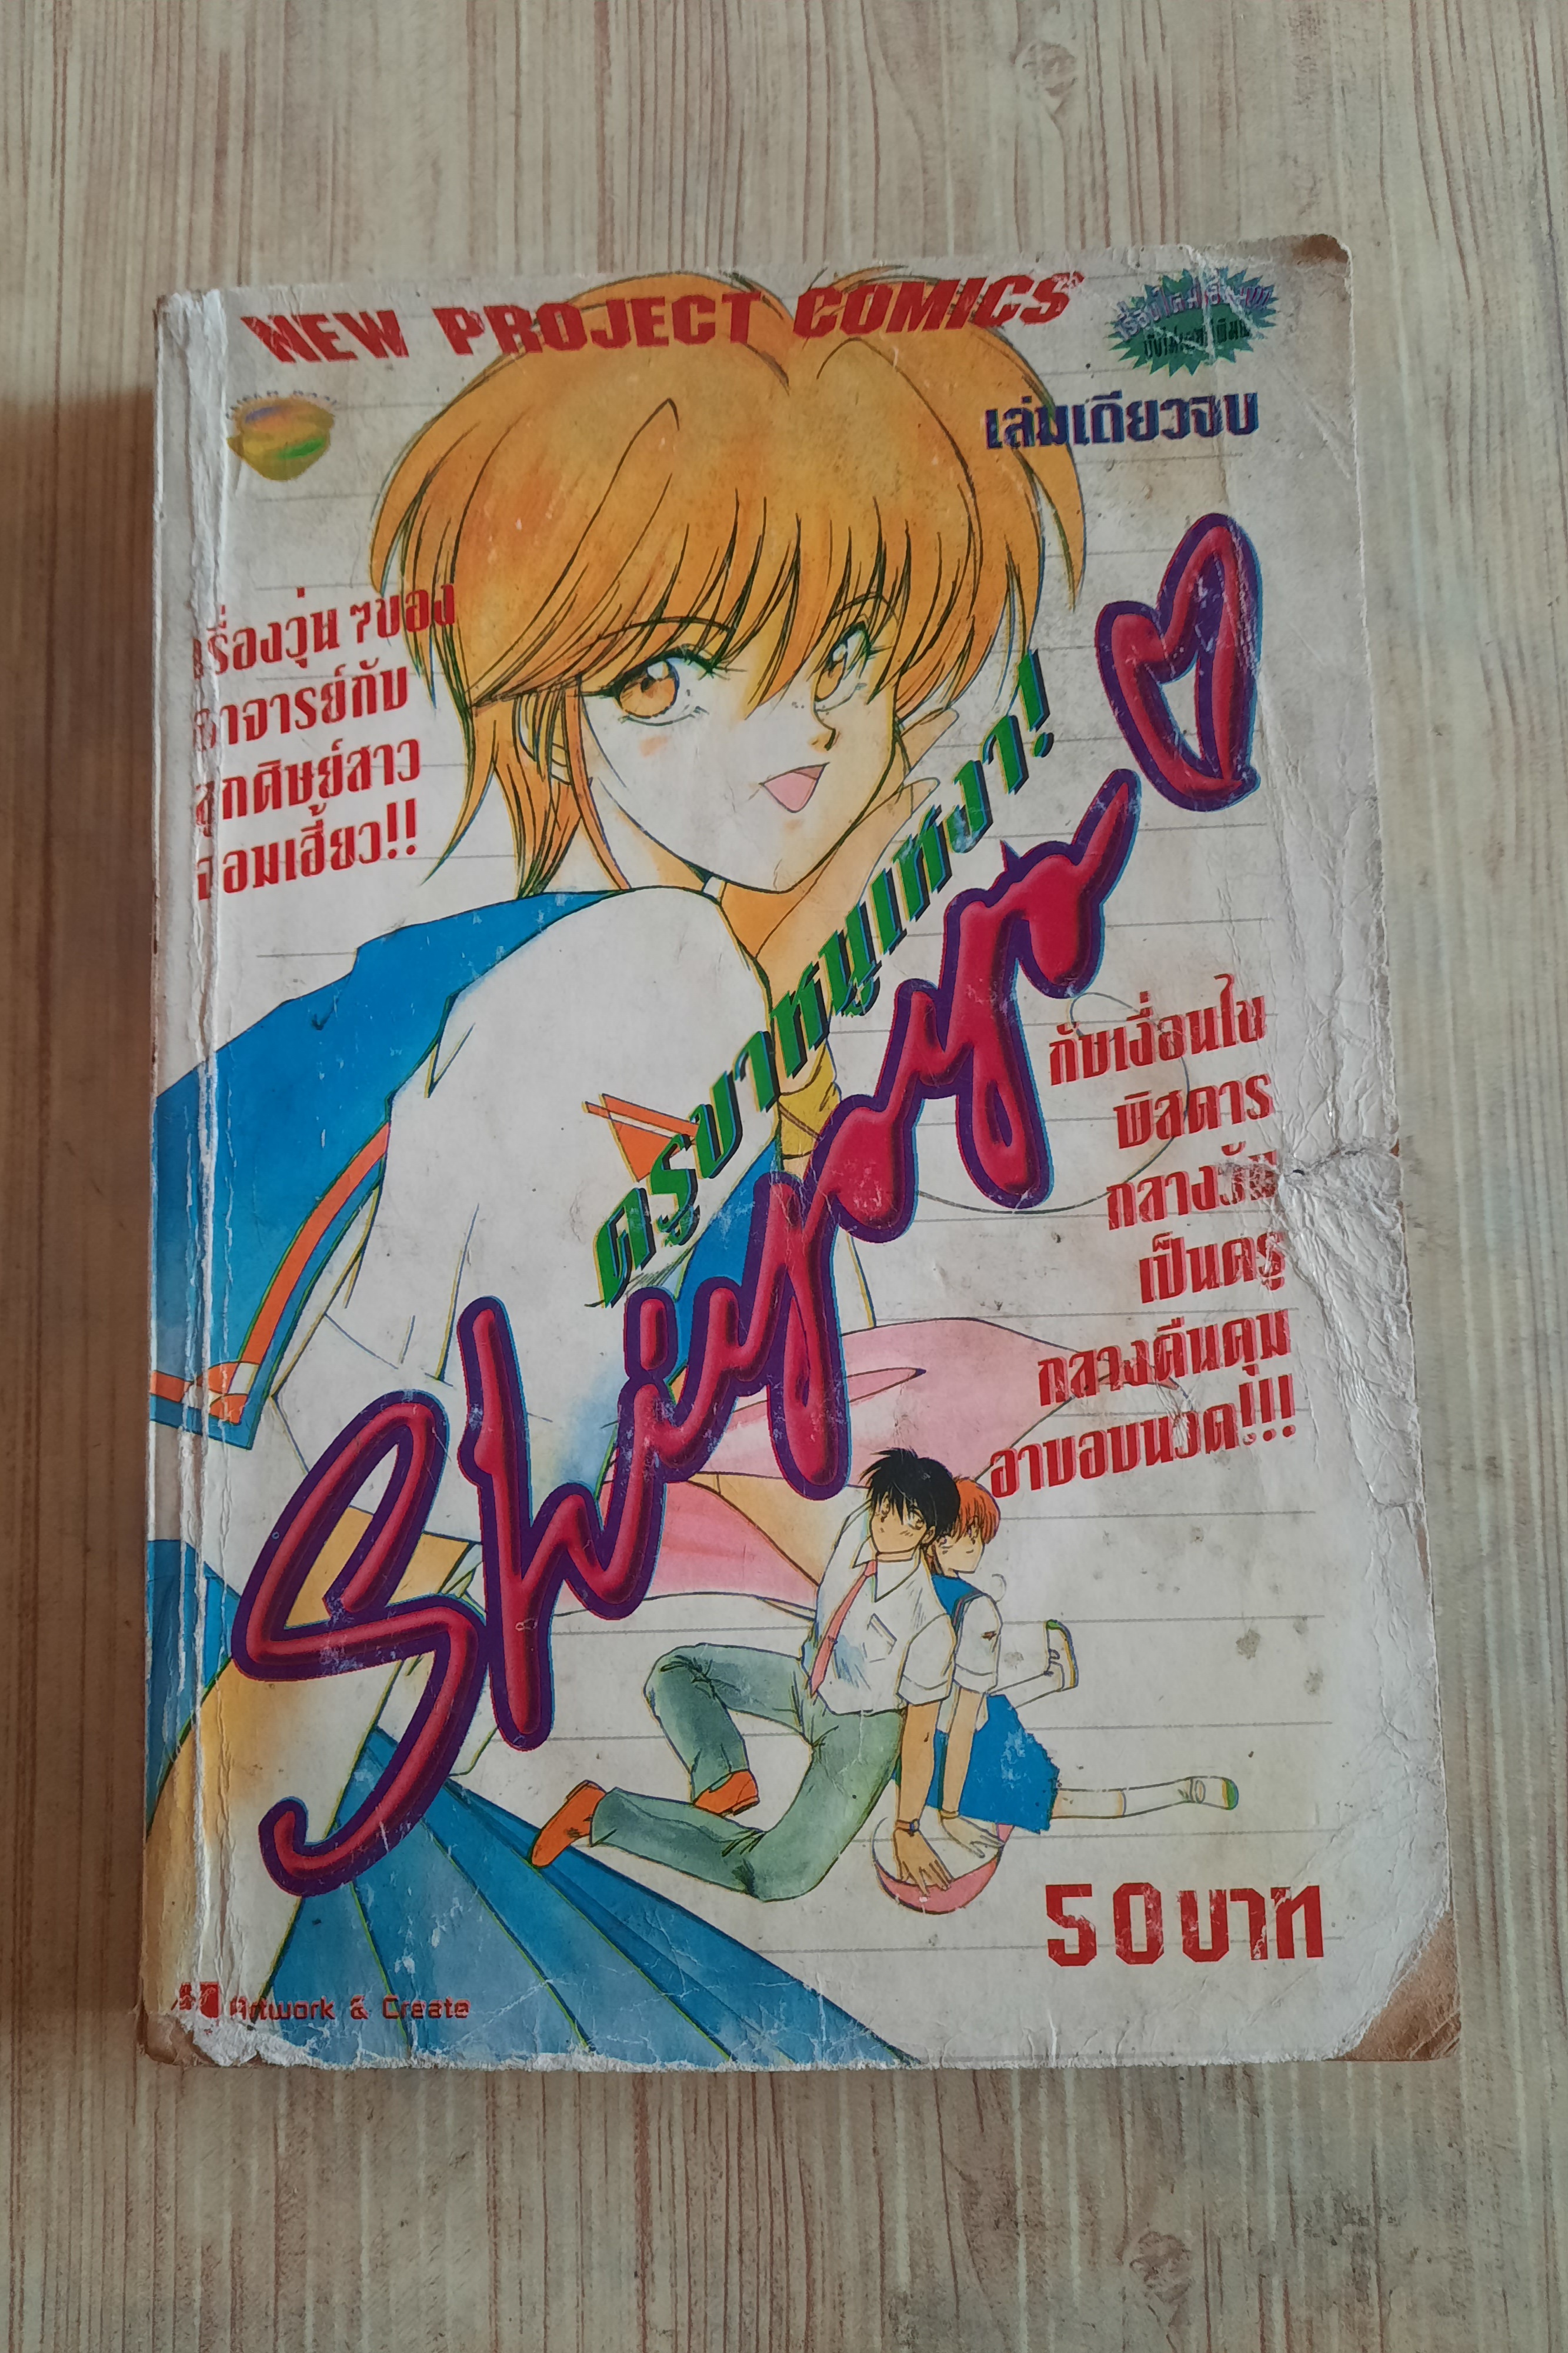 NEW PROJECT COMICS
เล่มเดียวจบ
เรื่องวุ่น ๆของ
อาจารย์กับ
ลูกศิษย์สาว
จอมเฮี้ยว!!
ครูบาหนูเหงา!
Shiyaya
กับเงื่อนไข
พิสดาร
กลางวัน
เป็นครู
กลางคืนคุม
อาบอบนวด!!!
50บาท
Artwork & Create